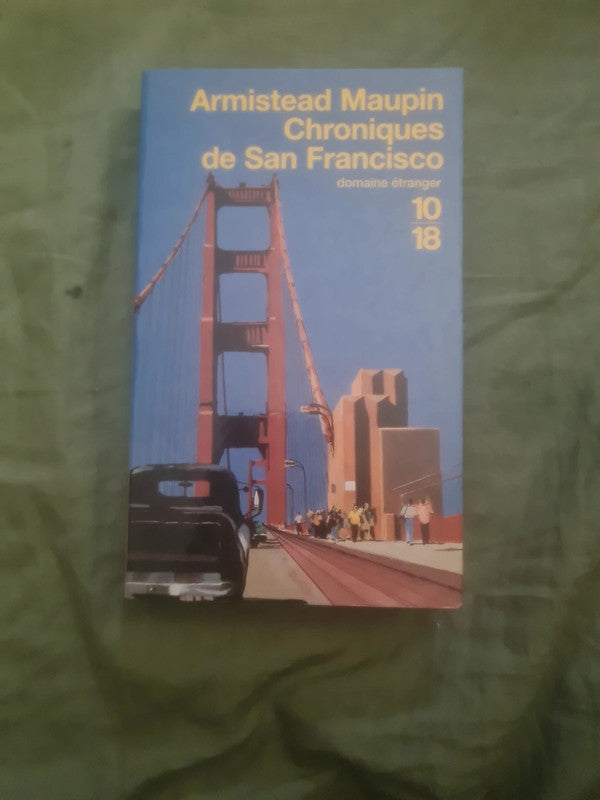 Armistead Maupin
Chroniques
de San Francisco
domaine étranger
10
18